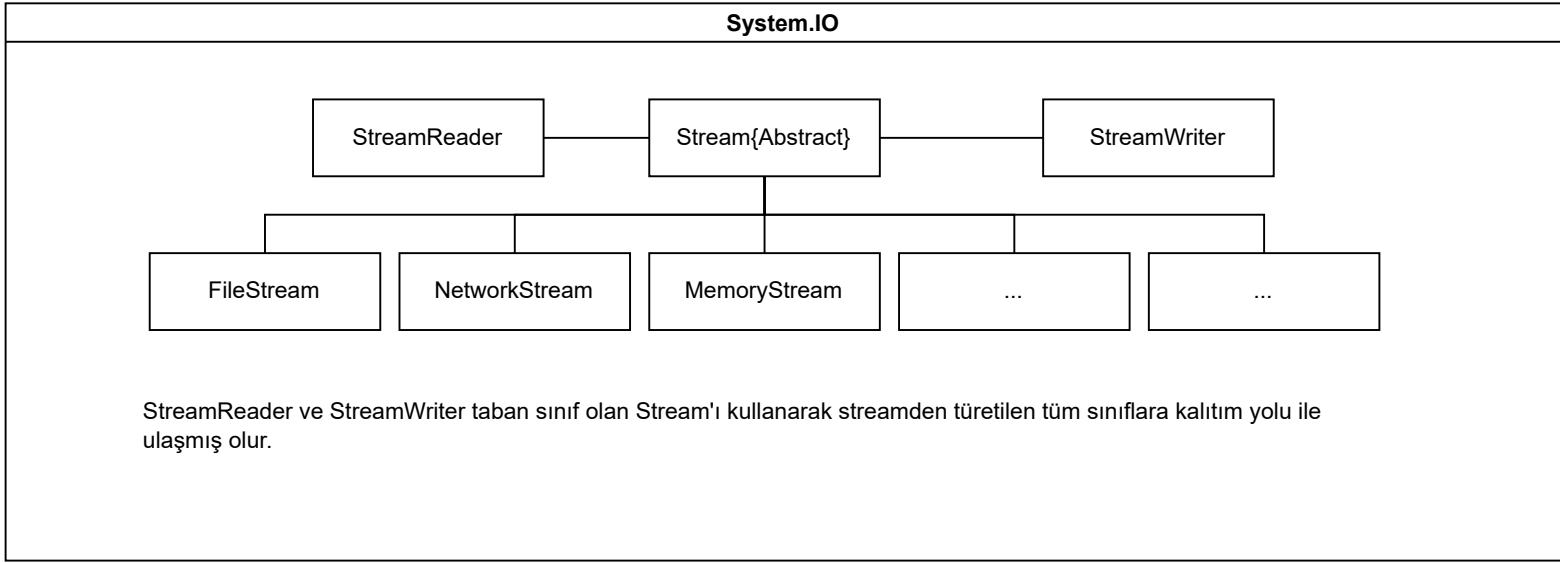 System.IO
StreamReader
Stream{Abstract}
StreamWriter
FileStream
NetworkStream
MemoryStream
...
...
StreamReader ve StreamWriter taban sınıf olan Stream'ı kullanarak streamden türetilen tüm sınıflara kalıtım yolu ile
ulaşmış olur.